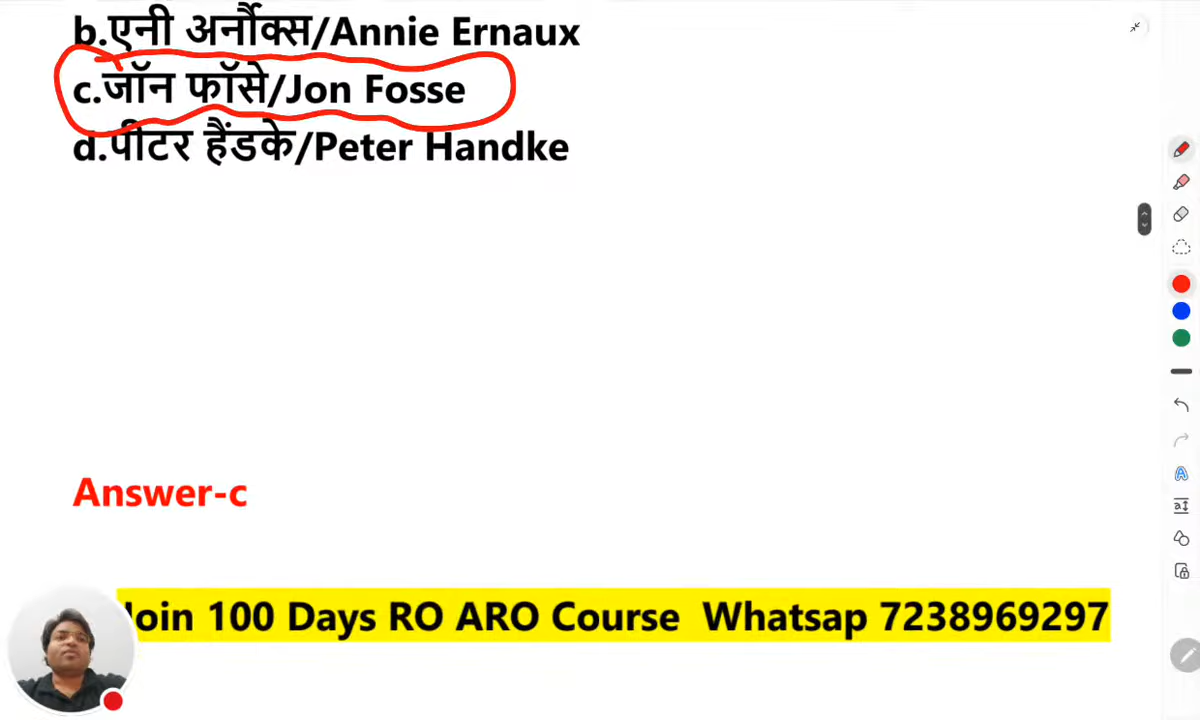 b.एनी अर्नौक्स/Annie Ernaux
c.जॉन फॉसे/Jon Fosse
d.पीटर हैंडके/Peter Handke
Answer-c
Join 100 Days RO ARO Course Whatsap 7238969297